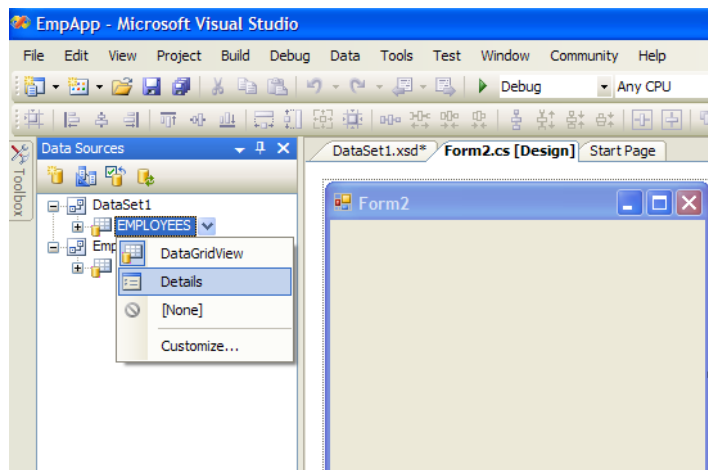 EmpApp - Microsoft Visual Studio
File Edit View Project Build Debug Data Tools Test Window Community Help
Debug Any CPU
Data Sources
DataSet1.xsd* Form2.cs [Design] Start Page
Toolbox
DataSet1
Form2
EMPLOYEES
Emp
DataGridView
Details
[None]
Customize...